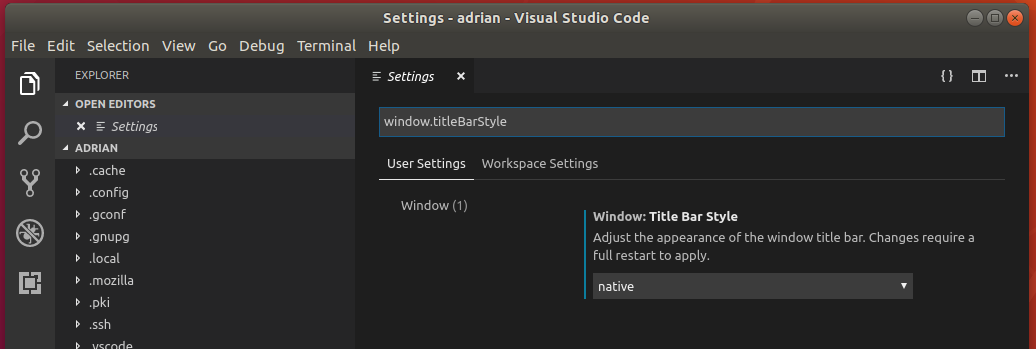 Settings - adrian - Visual Studio Code
File Edit Selection View Go Debug Terminal Help
EXPLORER
OPEN EDITORS
Settings
ADRIAN
.cache
.config
.gconf
.gnupg
.local
.mozilla
.pki
.ssh
.vscode
Settings
{ }
window.titleBarStyle
User Settings Workspace Settings
Window (1)
Window: Title Bar Style
Adjust the appearance of the window title bar. Changes require a
full restart to apply.
native